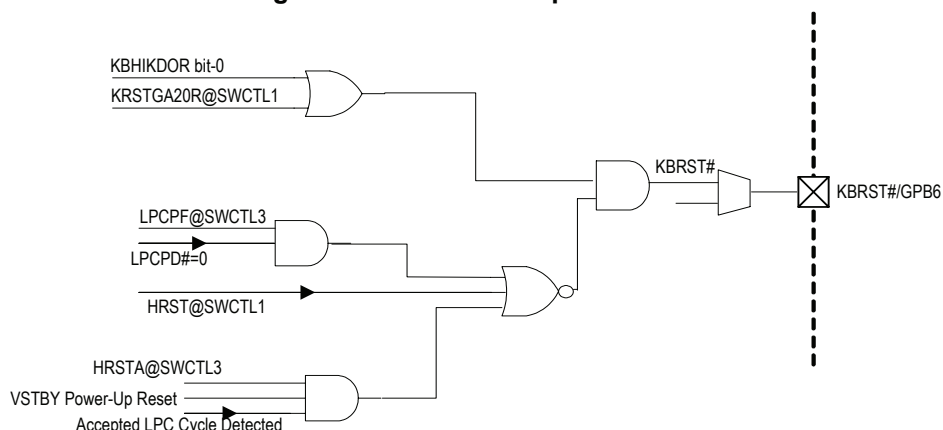 KBHIKDOR bit-0
KRSTGA20R@SWCTL1
KBRST#
KBRST#/GPB6
LPCPF@SWCTL3
LPCPD#=0
HRST@SWCTL1
HRSTA@SWCTL3
VSTBY Power-Up Reset
Accepted LPC Cycle Detected